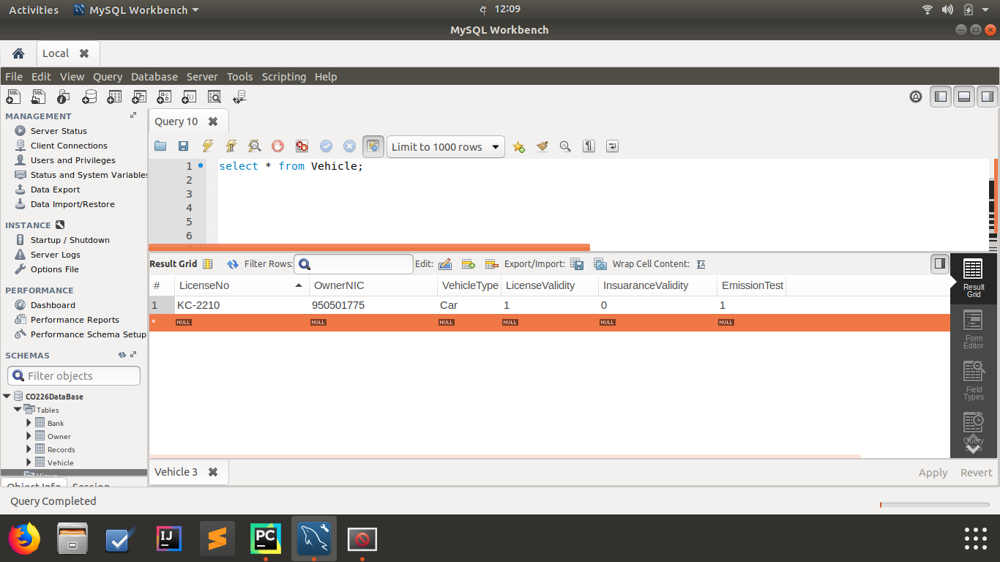 Activities MySQL Workbench 12:09
MySQL Workbench
Local
File Edit View Query Database Server Tools Scripting Help
MANAGEMENT
Server Status
Client Connections
Users and Privileges
Status and System Variables
Data Export
Data Import/Restore
INSTANCE
Startup / Shutdown
Server Logs
Options File
PERFORMANCE
Dashboard
Performance Reports
Performance Schema Setup
SCHEMAS
Filter objects
CO226DataBase
Tables
Bank
Owner
Records
Vehicle
Views
Object Info Session
Query 10
Limit to 1000 rows
1 select * from Vehicle;
2
3
4
5
6
Result Grid Filter Rows: Edit: Export/Import: Wrap Cell Content:
# LicenseNo OwnerNIC VehicleType LicenseValidity InsuaranceValidity EmissionTest
1 KC-2210 950501775 Car 1 0 1
* NULL NULL NULL NULL NULL NULL
Result
Grid
Form
Editor
Field
Types
Query
Stats
Vehicle 3 Apply Revert
Query Completed
IJ PC